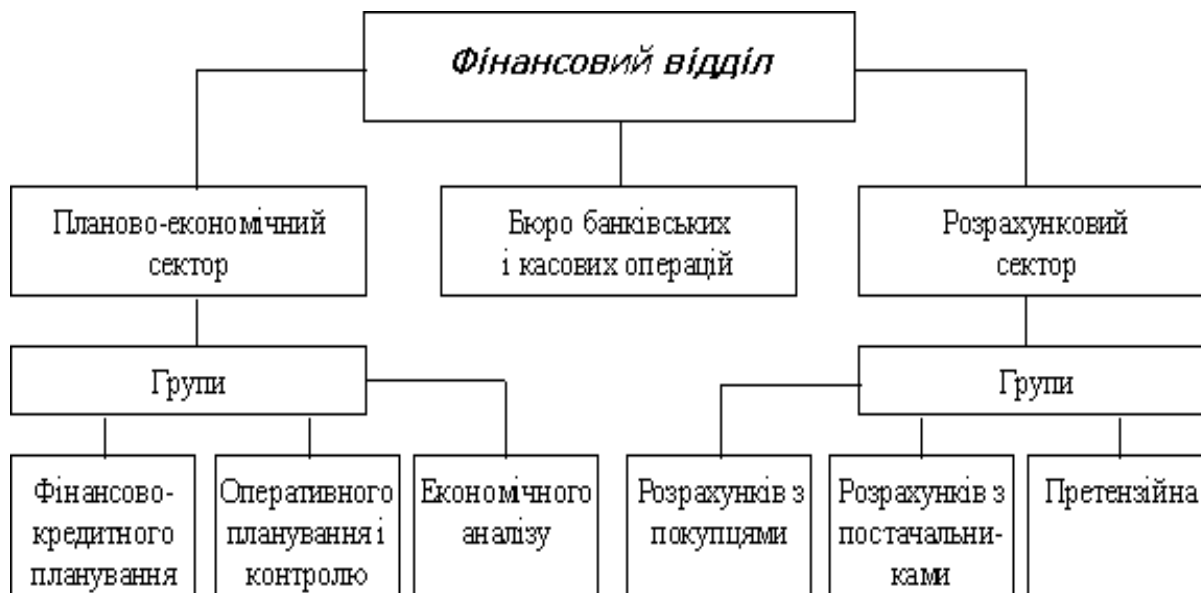 Фінансовий відділ
Планово-економічний
сектор
Бюро банківських
і касових операцій
Розрахунковий
сектор
Групи
Групи
Фінансово-
кредитного
планування
Оперативного
планування і
контролю
Економічного
аналізу
Розрахунків з
покупцями
Розрахунків з
постачальни-
ками
Претензійна